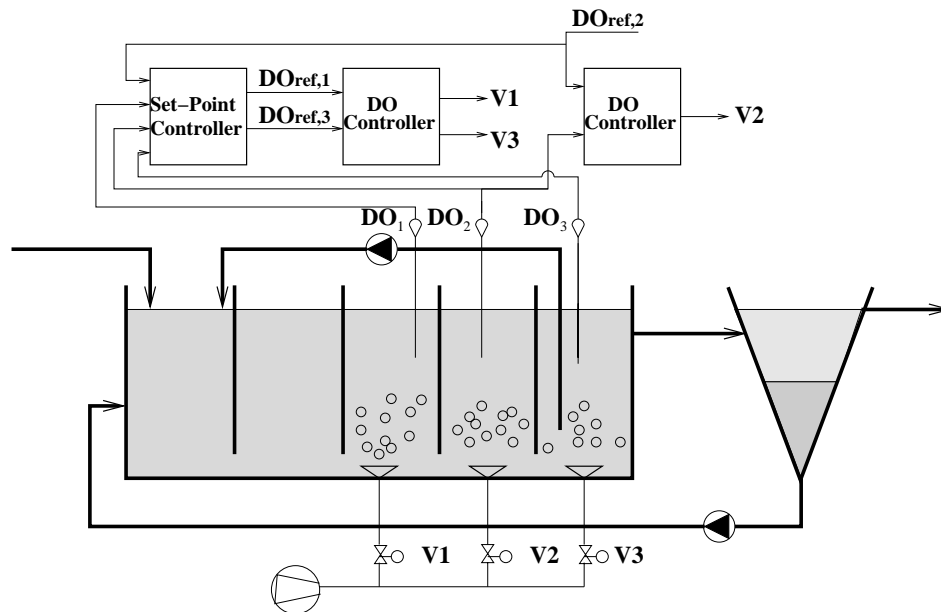 DOref,2
DOref,1
DOref,3
Set–Point
Controller
DO
Controller
V1
V3
DO
Controller
V2
DO1
DO2
DO3
V1
V2
V3